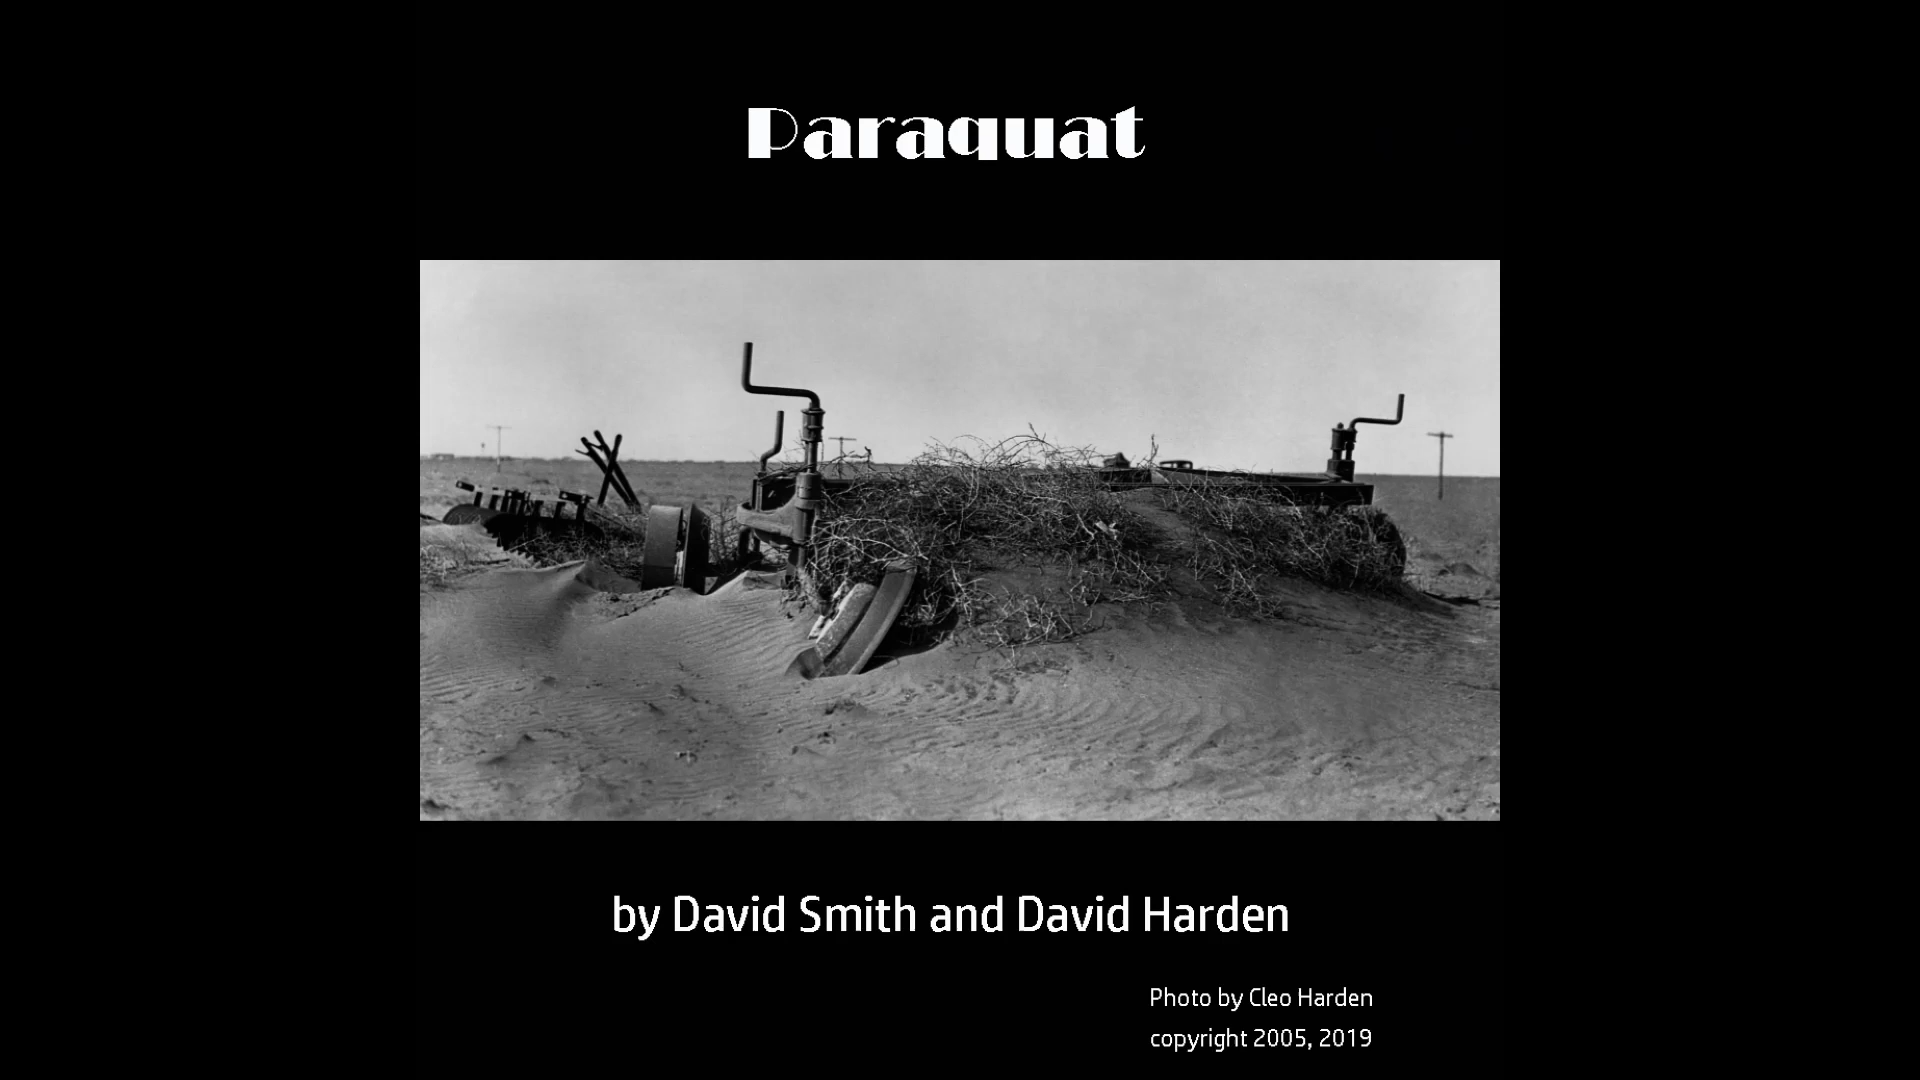 Paraquat
by David Smith and David Harden
Photo by Cleo Harden
copyright 2005, 2019